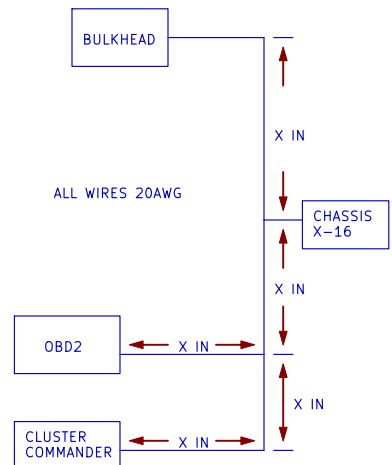 BULKHEAD
X IN
ALL WIRES 20AWG
CHASSIS
X-16
X IN
OBD2
X IN
X IN
CLUSTER
COMMANDER
X IN